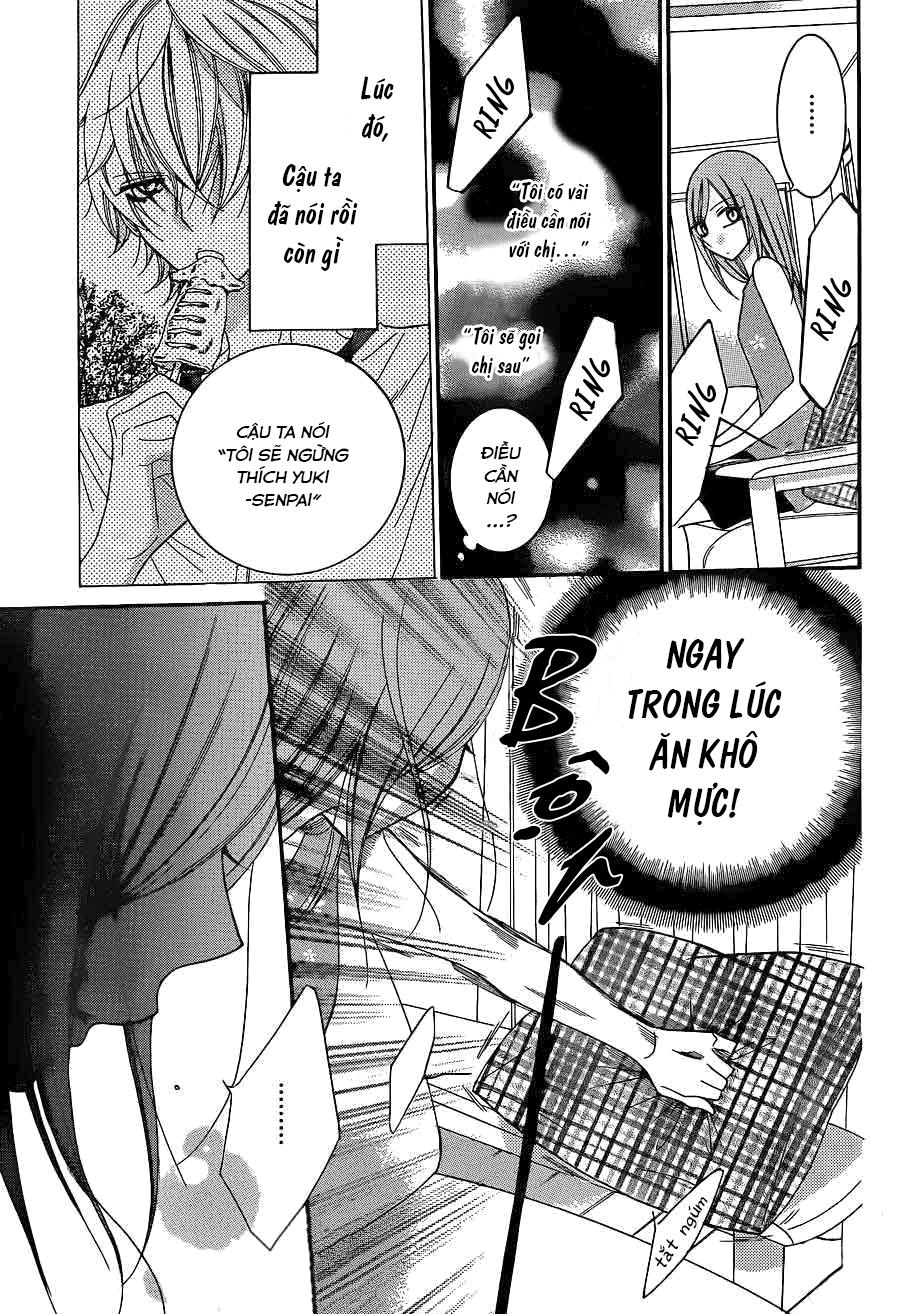 ........
RING
RING
RING
"Tôi có vài
điều cần nói
với chị..."
RING
"Tôi sẽ gọi
chị sau"
ĐIỀU
CẦN
NÓI
...?
Lúc
đó,
Cậu ta
đã nói rồi
còn gì
CẬU TA NÓI
"TÔI SẼ NGỪNG
THÍCH YUKI
-SENPAI"
NGAY
TRONG LÚC
ĂN KHÔ
MỰC!
BỘP
tắt ngúm
........